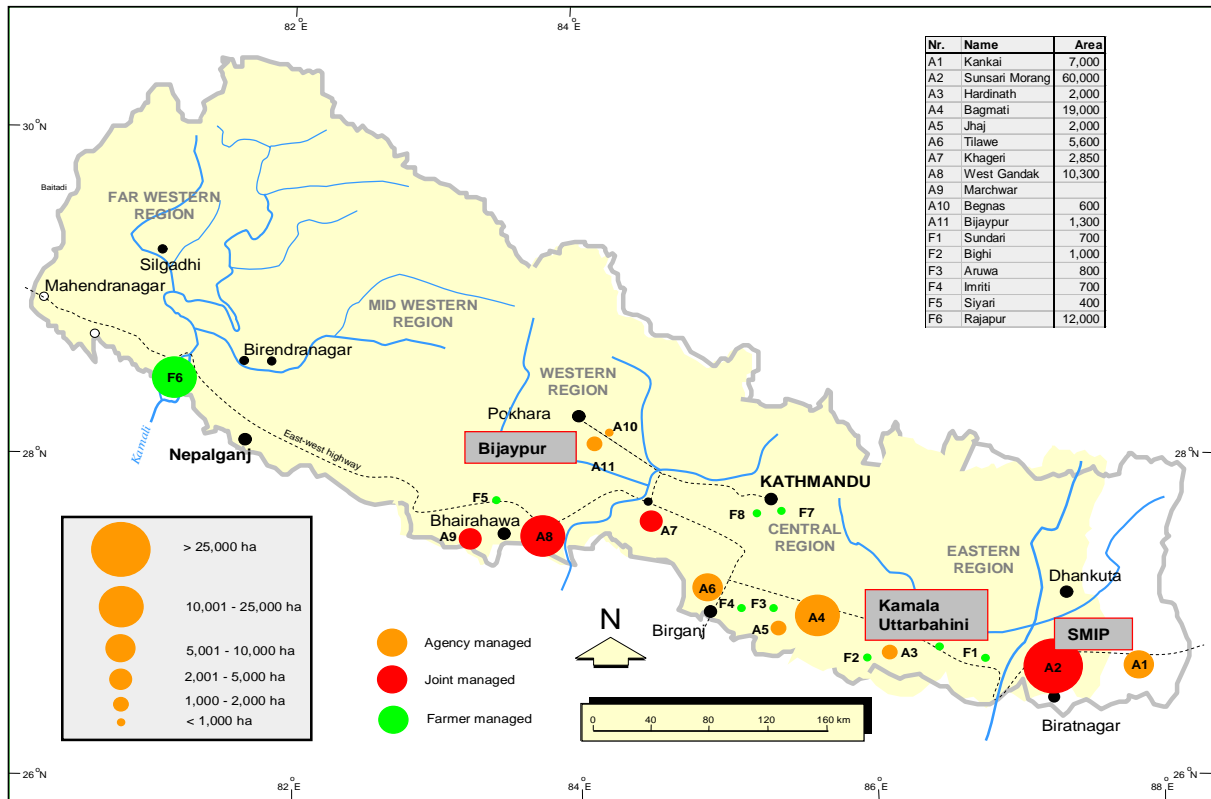 82 °E
84 °E
Nr. Name Area
A1 Kankai 7,000
A2 Sunsari Morang 60,000
A3 Hardinath 2,000
A4 Bagmati 19,000
A5 Jhaj 2,000
A6 Tilawe 5,600
A7 Khageri 2,850
A8 West Gandak 10,300
A9 Marchwar
A10 Begnas 600
A11 Bijaypur 1,300
F1 Sundari 700
F2 Bighi 1,000
F3 Aruwa 800
F4 Imriti 700
F5 Siyari 400
F6 Rajapur 12,000
30 °N
Baitadi
FAR WESTERN
REGION
Silgadhi
Mahendranagar
MID WESTERN
REGION
Birendranagar
F6
WESTERN
REGION
Pokhara
A10
Kamali
Nepalganj
East-west highway
Bijaypur
A11
28 °N
28 °N
KATHMANDU
F5
F8
F7
Bhairahawa
A9
A8
A7
CENTRAL
REGION
EASTERN
REGION
Dhankuta
A6
F4
F3
A4
Birganj
A5
Kamala
Uttarbahini
SMIP
F2
A3
F1
A2
A1
Biratnagar
> 25,000 ha
10,001 - 25,000 ha
5,001 - 10,000 ha
2,001 - 5,000 ha
1,000 - 2,000 ha
< 1,000 ha
Agency managed
Joint managed
Farmer managed
N
0 40 80 120 160 km
26 °N
26 °N
82 °E
84 °E
86 °E
88 °E